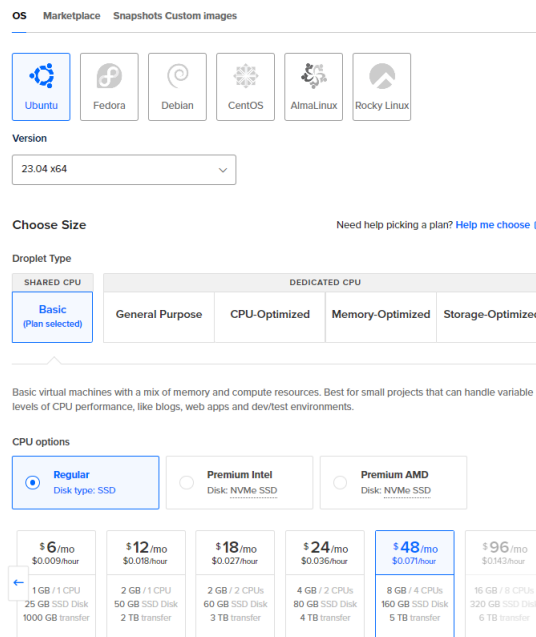 OS Marketplace Snapshots Custom images
Ubuntu Fedora Debian CentOS AlmaLinux Rocky Linux
Version
23.04 x64
Choose Size Need help picking a plan? Help me choose
Droplet Type
SHARED CPU DEDICATED CPU
Basic General Purpose CPU-Optimized Memory-Optimized Storage-Optimized
(Plan selected)
Basic virtual machines with a mix of memory and compute resources. Best for small projects that can handle variable
levels of CPU performance, like blogs, web apps and dev/test environments.
CPU options
Regular Premium Intel Premium AMD
Disk type: SSD Disk: NVMe SSD Disk: NVMe SSD
$6/mo $12/mo $18/mo $24/mo $48/mo $96/mo
$0.009/hour $0.018/hour $0.027/hour $0.036/hour $0.071/hour $0.143/hour
1 GB / 1 CPU 2 GB / 1 CPU 2 GB / 2 CPUs 4 GB / 2 CPUs 8 GB / 4 CPUs 16 GB / 8 CPUs
25 GB SSD Disk 50 GB SSD Disk 60 GB SSD Disk 80 GB SSD Disk 160 GB SSD Disk 320 GB SSD Disk
1000 GB transfer 2 TB transfer 3 TB transfer 4 TB transfer 5 TB transfer 6 TB transfer